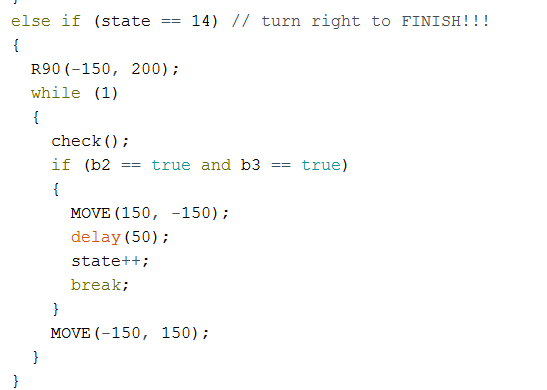 }
else if (state == 14) // turn right to FINISH!!!
{
R90(-150, 200);
while (1)
{
check();
if (b2 == true and b3 == true)
{
MOVE(150, -150);
delay(50);
state++;
break;
}
MOVE(-150, 150);
}
}